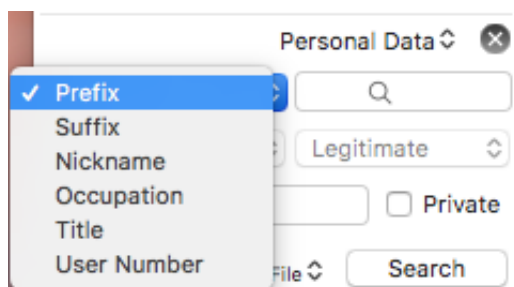 Personal Data
✓ Prefix
Suffix
Nickname
Legitimate
Occupation
Private
Title
User Number
File
Search